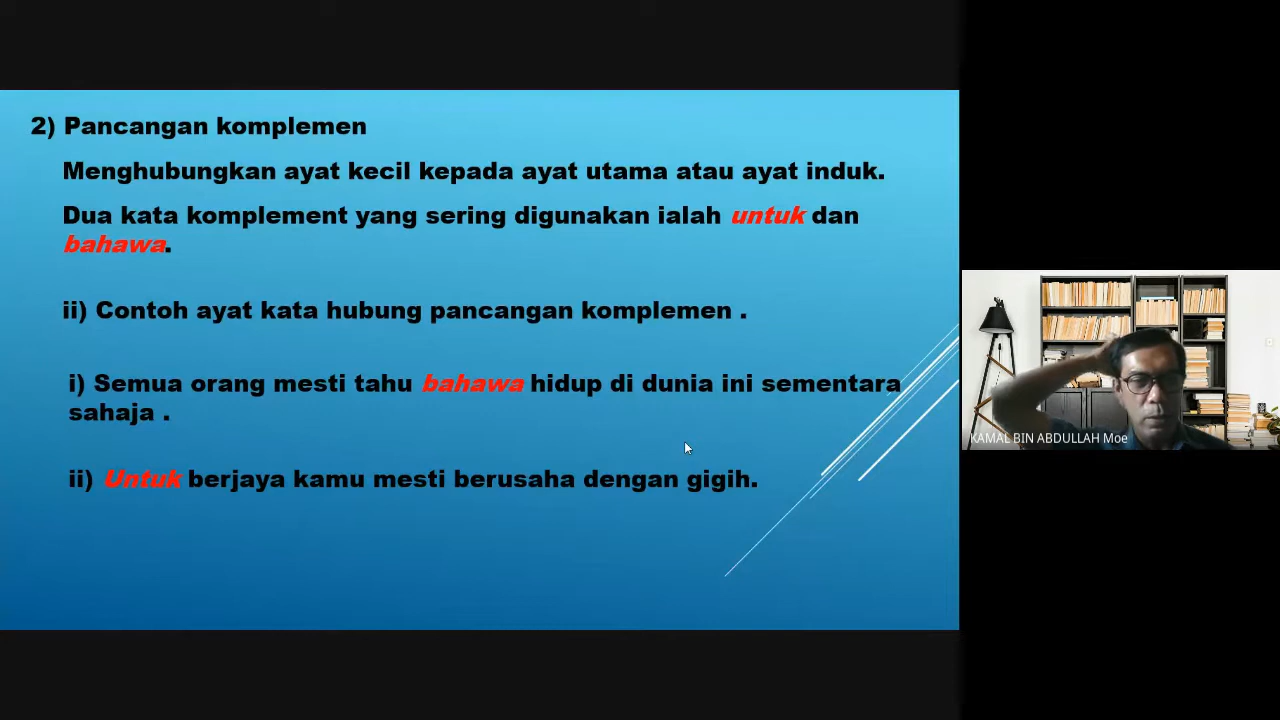 2) Pancangan komplemen
Menghubungkan ayat kecil kepada ayat utama atau ayat induk.
Dua kata komplement yang sering digunakan ialah untuk dan
bahawa.
ii) Contoh ayat kata hubung pancangan komplemen .
i) Semua orang mesti tahu bahawa hidup di dunia ini sementara
sahaja .
ii) Untuk berjaya kamu mesti berusaha dengan gigih.
KAMAL BIN ABDULLAH Moe